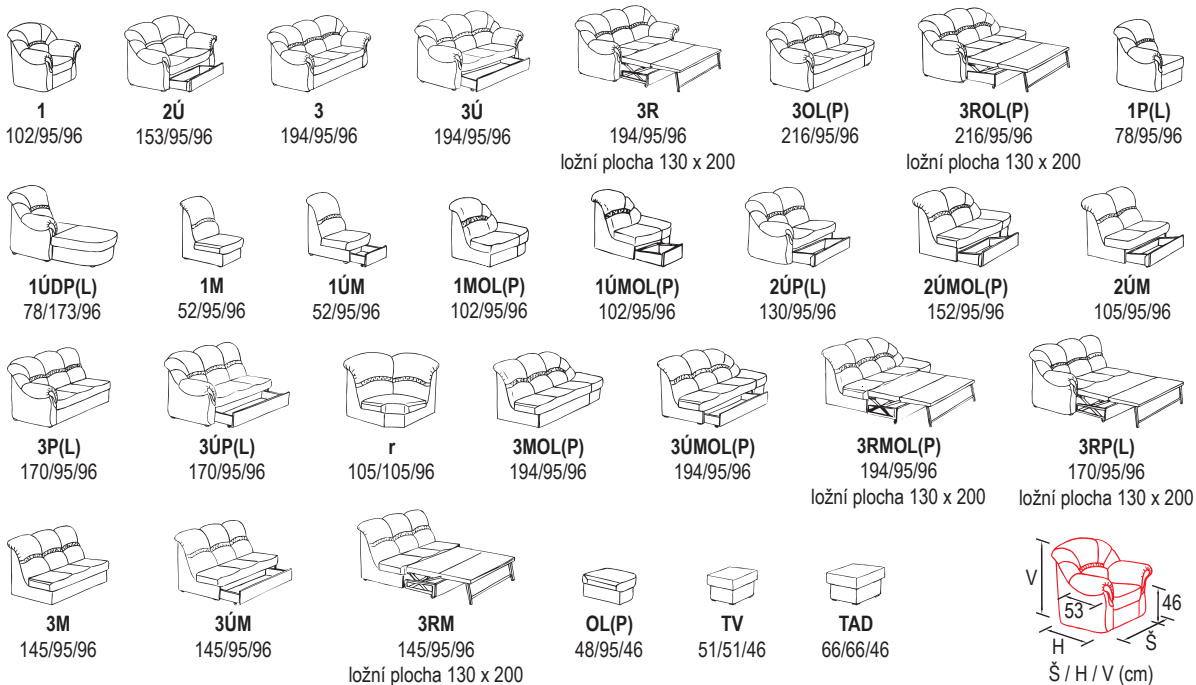 1 2Ú 3 3Ú 3R 3OL(P) 3ROL(P) 1P(L)
102/95/96 153/95/96 194/95/96 194/95/96 194/95/96 216/95/96 216/95/96 78/95/96
ložní plocha 130 x 200 ložní plocha 130 x 200
1ÚDP(L) 1M 1ÚM 1MOL(P) 1ÚMOL(P) 2ÚP(L) 2ÚMOL(P) 2ÚM
78/173/96 52/95/96 52/95/96 102/95/96 102/95/96 130/95/96 152/95/96 105/95/96
3P(L) 3ÚP(L) r 3MOL(P) 3ÚMOL(P) 3RMOL(P) 3RP(L)
170/95/96 170/95/96 105/105/96 194/95/96 194/95/96 194/95/96 170/95/96
ložní plocha 130 x 200 ložní plocha 130 x 200
3M 3ÚM 3RM OL(P) TV TAD
145/95/96 145/95/96 145/95/96 48/95/46 51/51/46 66/66/46
ložní plocha 130 x 200
V
53 46
H Š
Š / H / V (cm)